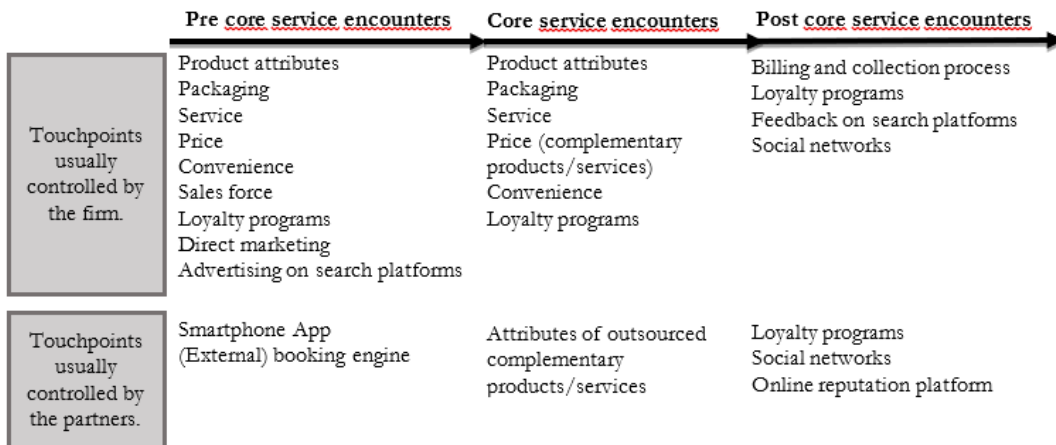 Pre core service encounters
Core service encounters
Post core service encounters
Touchpoints
usually
controlled by
the firm.
Product attributes
Packaging
Service
Price
Convenience
Sales force
Loyalty programs
Direct marketing
Advertising on search platforms
Product attributes
Packaging
Service
Price (complementary
products/services)
Convenience
Loyalty programs
Billing and collection process
Loyalty programs
Feedback on search platforms
Social networks
Touchpoints
usually
controlled by
the partners.
Smartphone App
(External) booking engine
Attributes of outsourced
complementary
products/services
Loyalty programs
Social networks
Online reputation platform